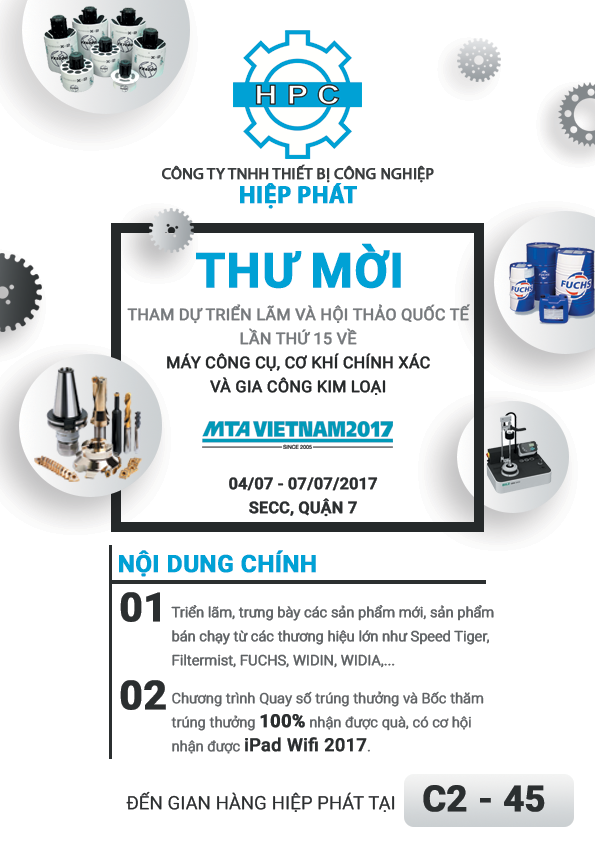 HPC
CÔNG TY TNHH THIẾT BỊ CÔNG NGHIỆP
HIỆP PHÁT
THƯ MỜI
THAM DỰ TRIỂN LÃM VÀ HỘI THẢO QUỐC TẾ
LẦN THỨ 15 VỀ
MÁY CÔNG CỤ, CƠ KHÍ CHÍNH XÁC
VÀ GIA CÔNG KIM LOẠI
FUCHS
FUCHS
MTAVIETNAM2017
SINCE 2005
04/07 - 07/07/2017
SECC, QUẬN 7
NỘI DUNG CHÍNH
01
Triển lãm, trưng bày các sản phẩm mới, sản phẩm
bán chạy từ các thương hiệu lớn như Speed Tiger,
Filtermist, FUCHS, WIDIN, WIDIA,...
02
Chương trình Quay số trúng thưởng và Bốc thăm
trúng thưởng 100% nhận được quà, có cơ hội
nhận được iPad Wifi 2017.
ĐẾN GIAN HÀNG HIỆP PHÁT TẠI
C2 - 45